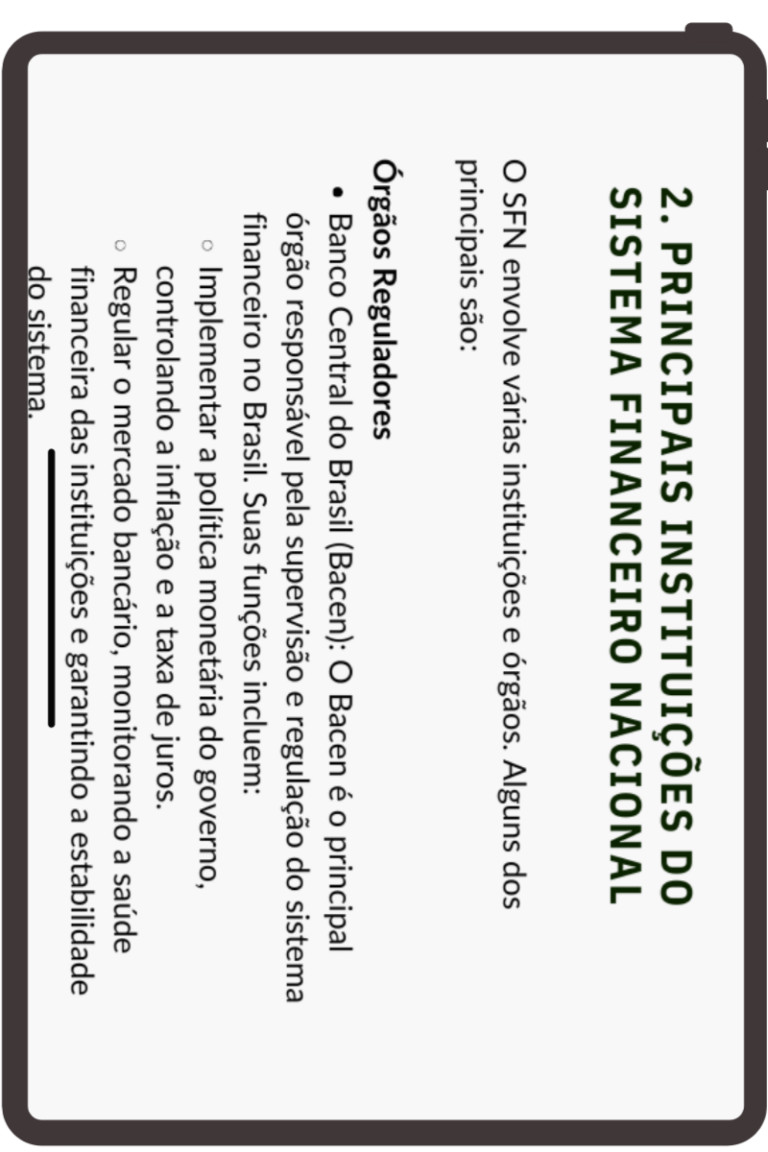 2. PRINCIPAIS INSTITUIÇÕES DO
SISTEMA FINANCEIRO NACIONAL
O SFN envolve várias instituições e órgãos. Alguns dos
principais são:
Órgãos Reguladores
• Banco Central do Brasil (Bacen): O Bacen é o principal
órgão responsável pela supervisão e regulação do sistema
financeiro no Brasil. Suas funções incluem:
○ Implementar a política monetária do governo,
controlando a inflação e a taxa de juros.
○ Regular o mercado bancário, monitorando a saúde
financeira das instituições e garantindo a estabilidade
do sistema.